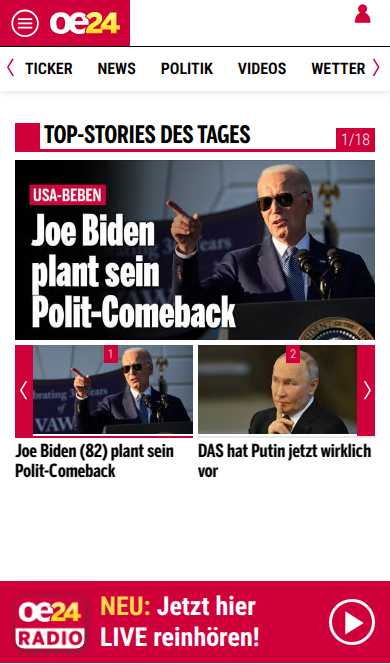 oe24
TICKER NEWS POLITIK VIDEOS WETTER
TOP-STORIES DES TAGES
1/18
USA-BEBEN
Joe Biden
plant sein
Polit-Comeback
1
2
Joe Biden (82) plant sein
Polit-Comeback
DAS hat Putin jetzt wirklich
vor
oe24
RADIO
NEU: Jetzt hier
LIVE reinhören!